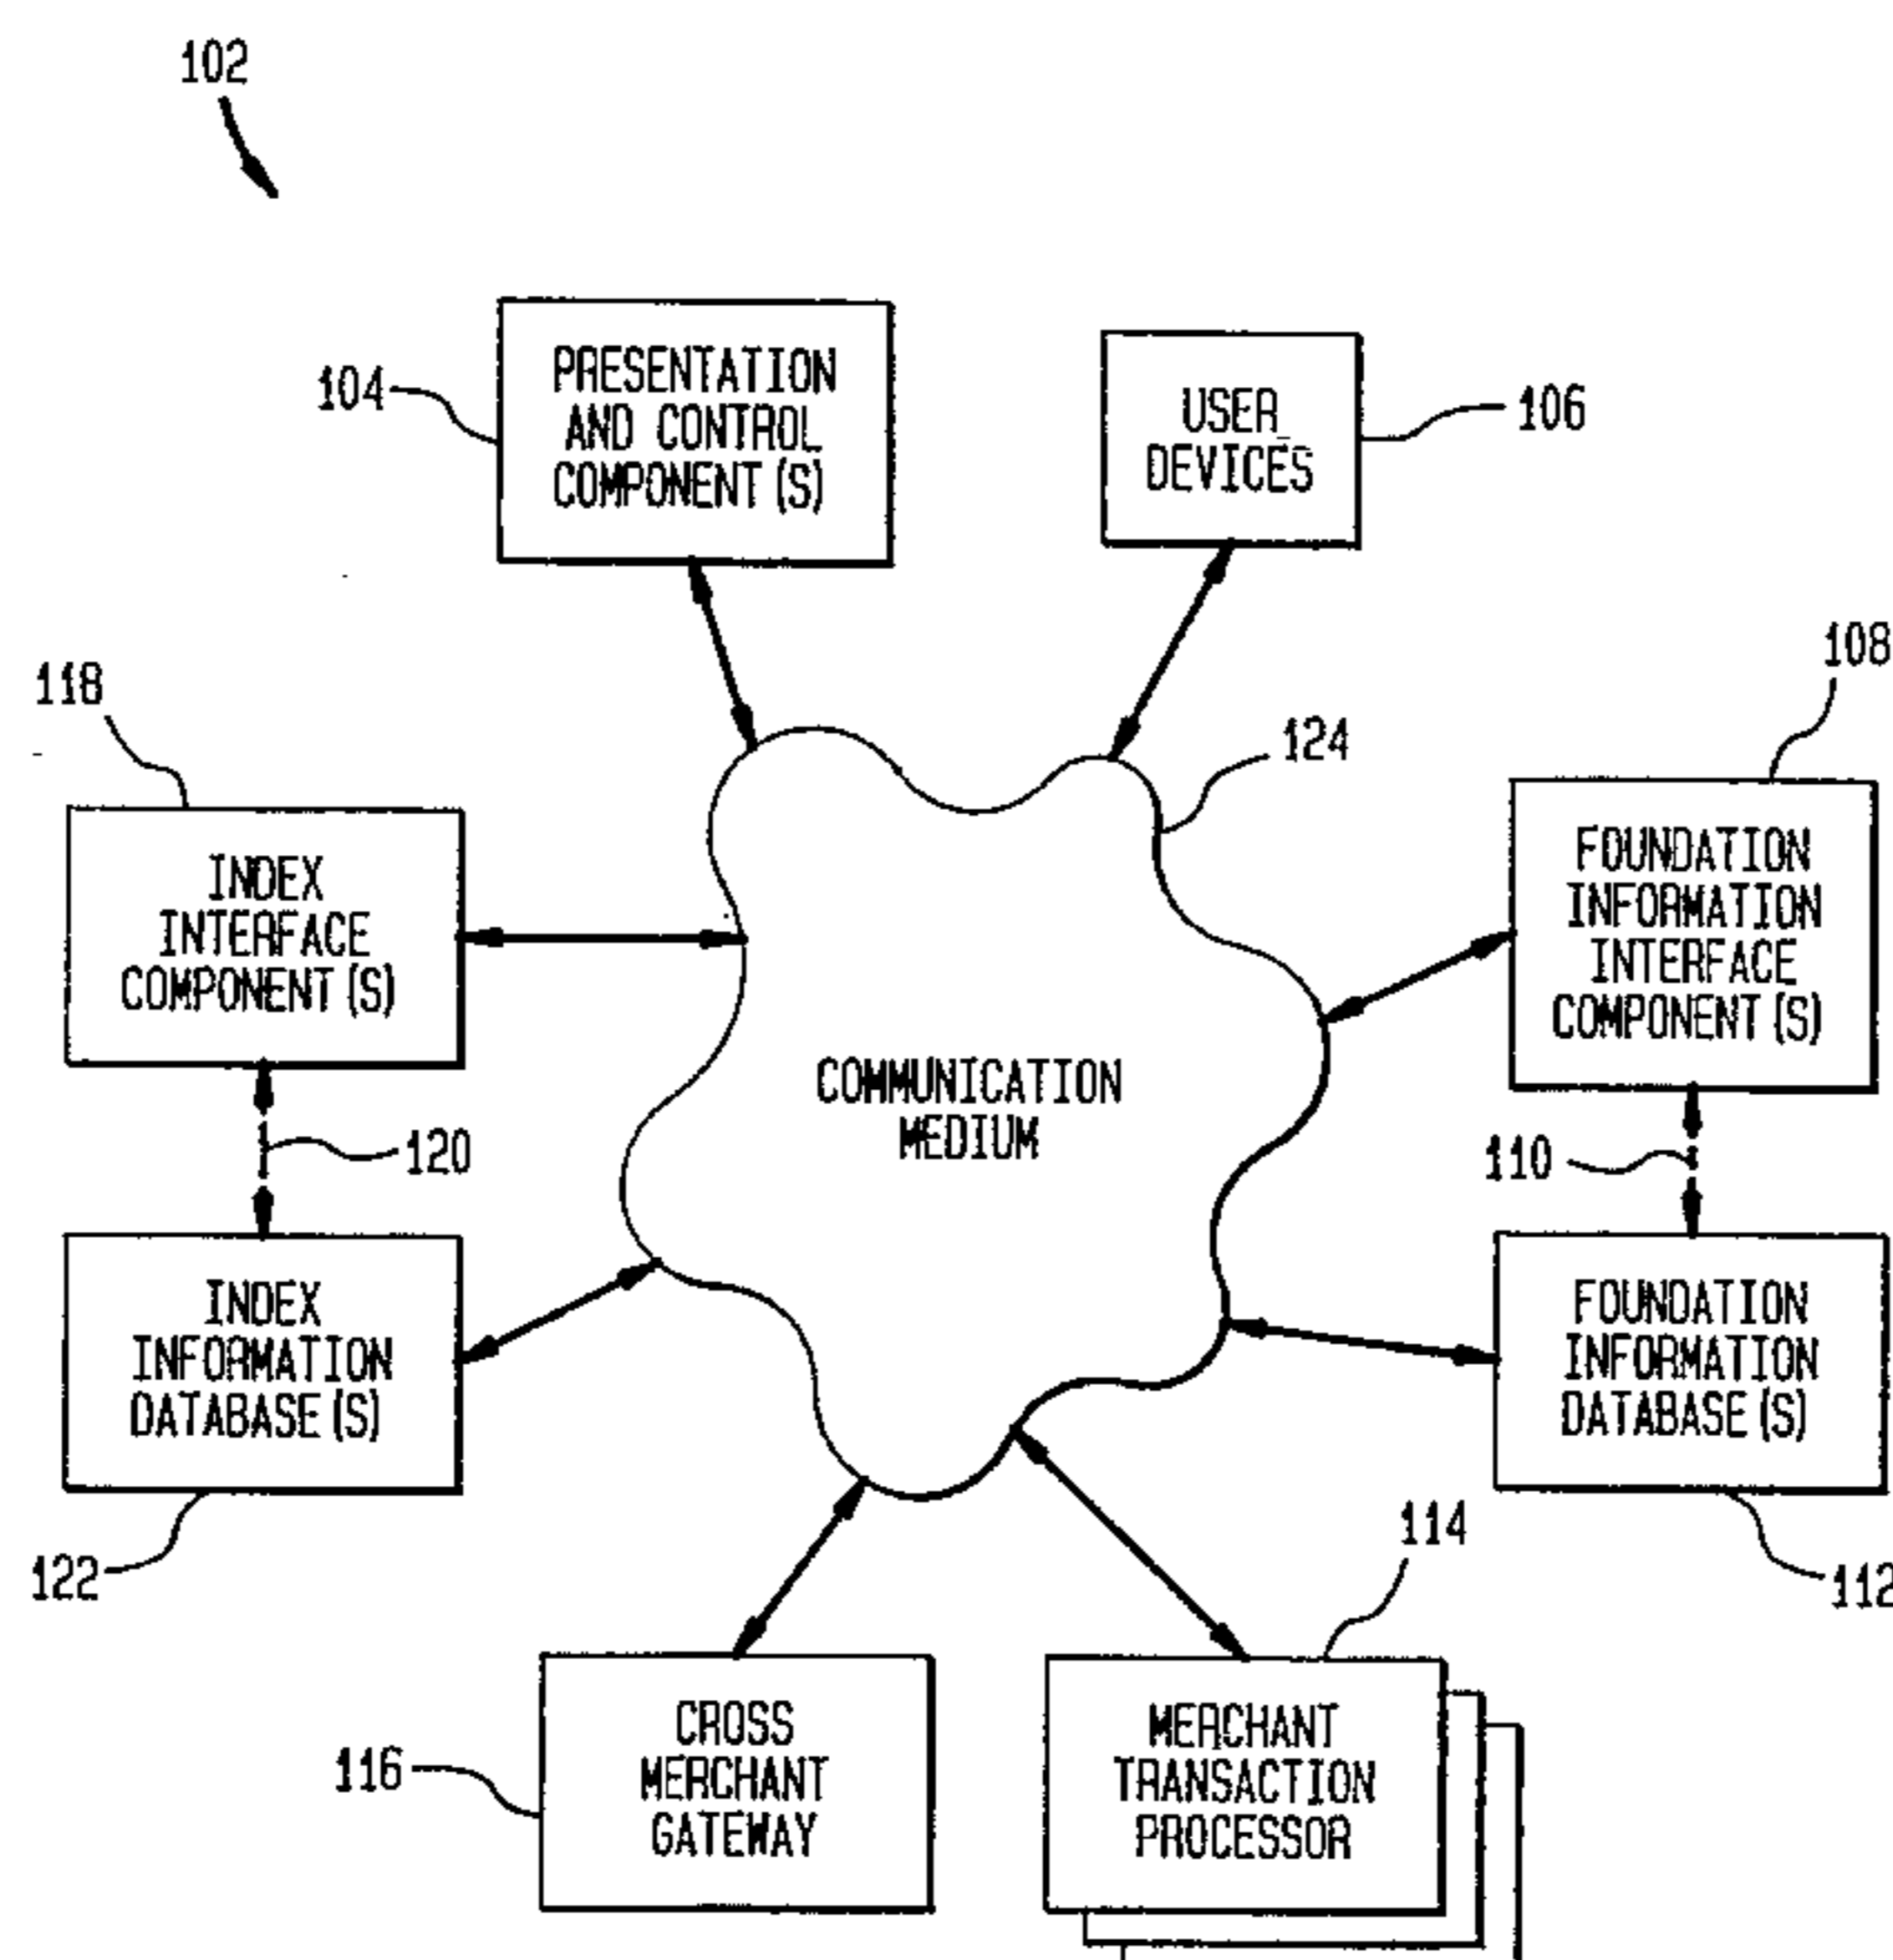 102
PRESENTATION
AND CONTROL
COMPONENT(S)
104
USER
DEVICES
106
108
118
124
INDEX
INTERFACE
COMPONENT(S)
FOUNDATION
INFORMATION
INTERFACE
COMPONENT(S)
COMMUNICATION
MEDIUM
120
110
INDEX
INFORMATION
DATABASE(S)
FOUNDATION
INFORMATION
DATABASE(S)
122
114
112
CROSS
MERCHANT
GATEWAY
116
MERCHANT
TRANSACTION
PROCESSOR